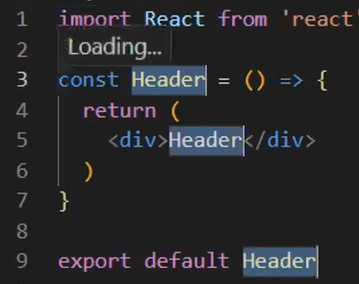 1 import React from 'react'
2
Loading...
3 const Header = () => {
4 return (
5 <div>Header</div>
6 )
7 }
8
9 export default Header